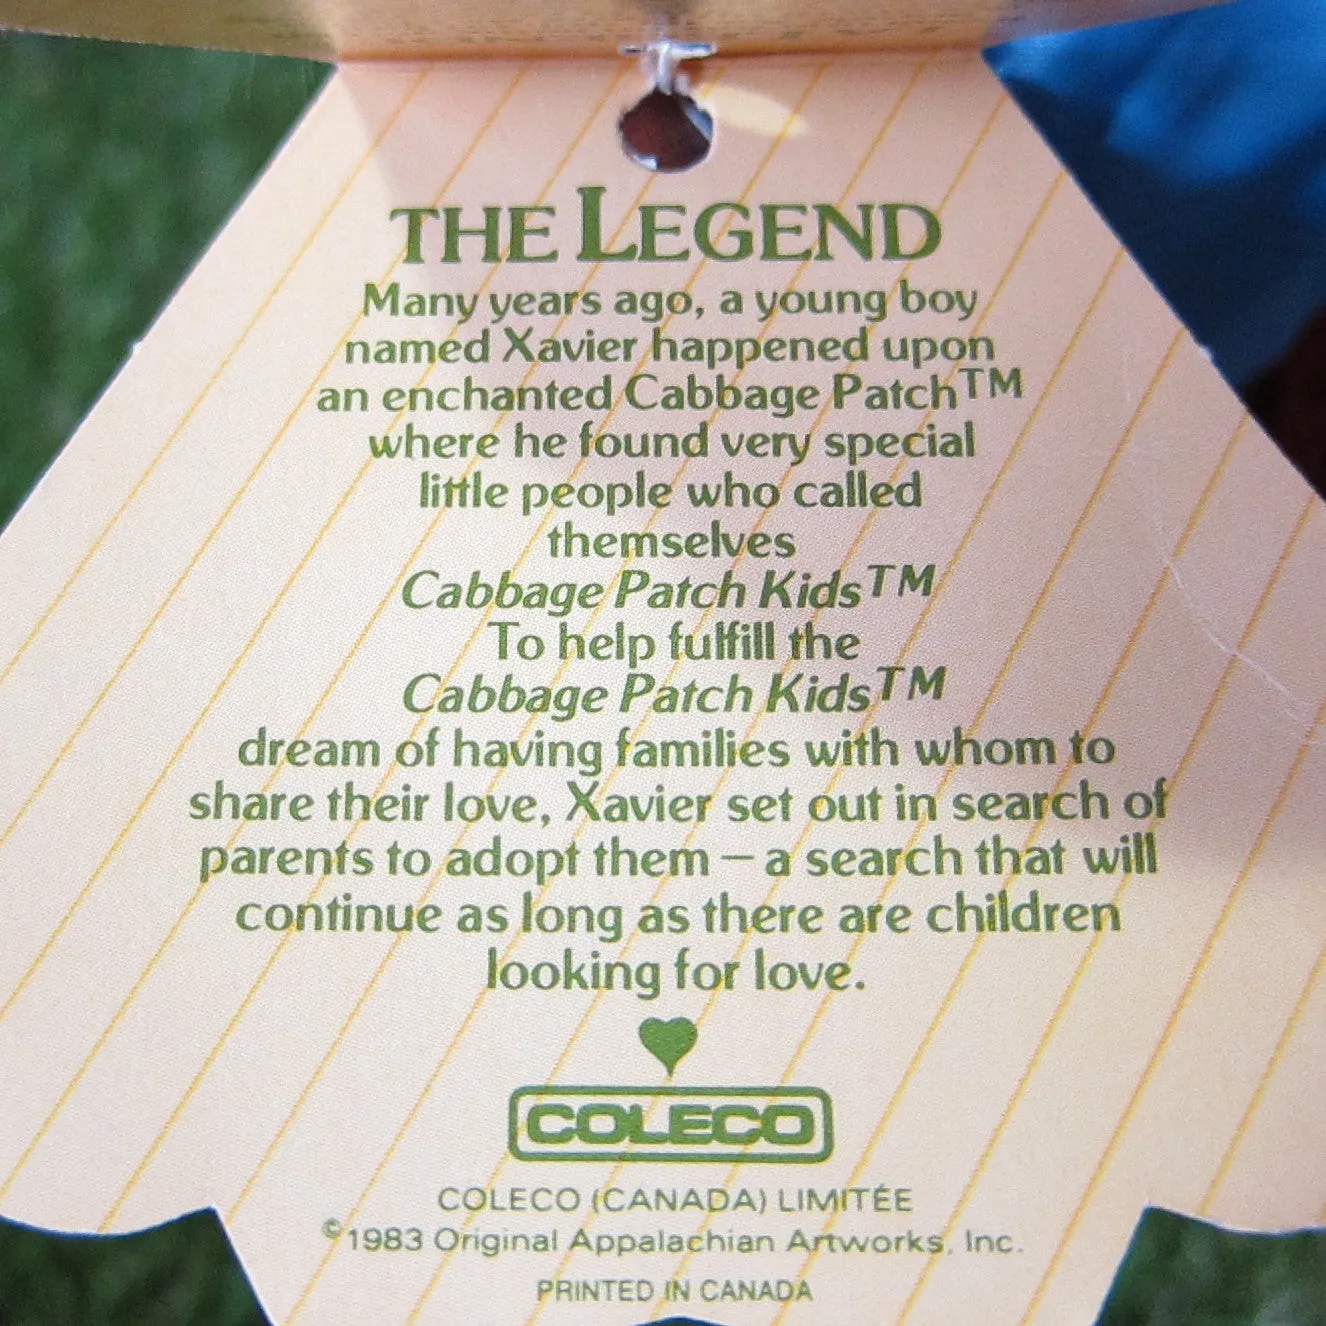 THE LEGEND
Many years ago, a young boy
named Xavier happened upon
an enchanted Cabbage Patch™
where he found very special
little people who called
themselves
Cabbage Patch Kids™
To help fulfill the
Cabbage Patch Kids™
dream of having families with whom to
share their love, Xavier set out in search of
parents to adopt them — a search that will
continue as long as there are children
looking for love.
COLECO
COLECO (CANADA) LIMITÉE
©1983 Original Appalachian Artworks, Inc.
PRINTED IN CANADA